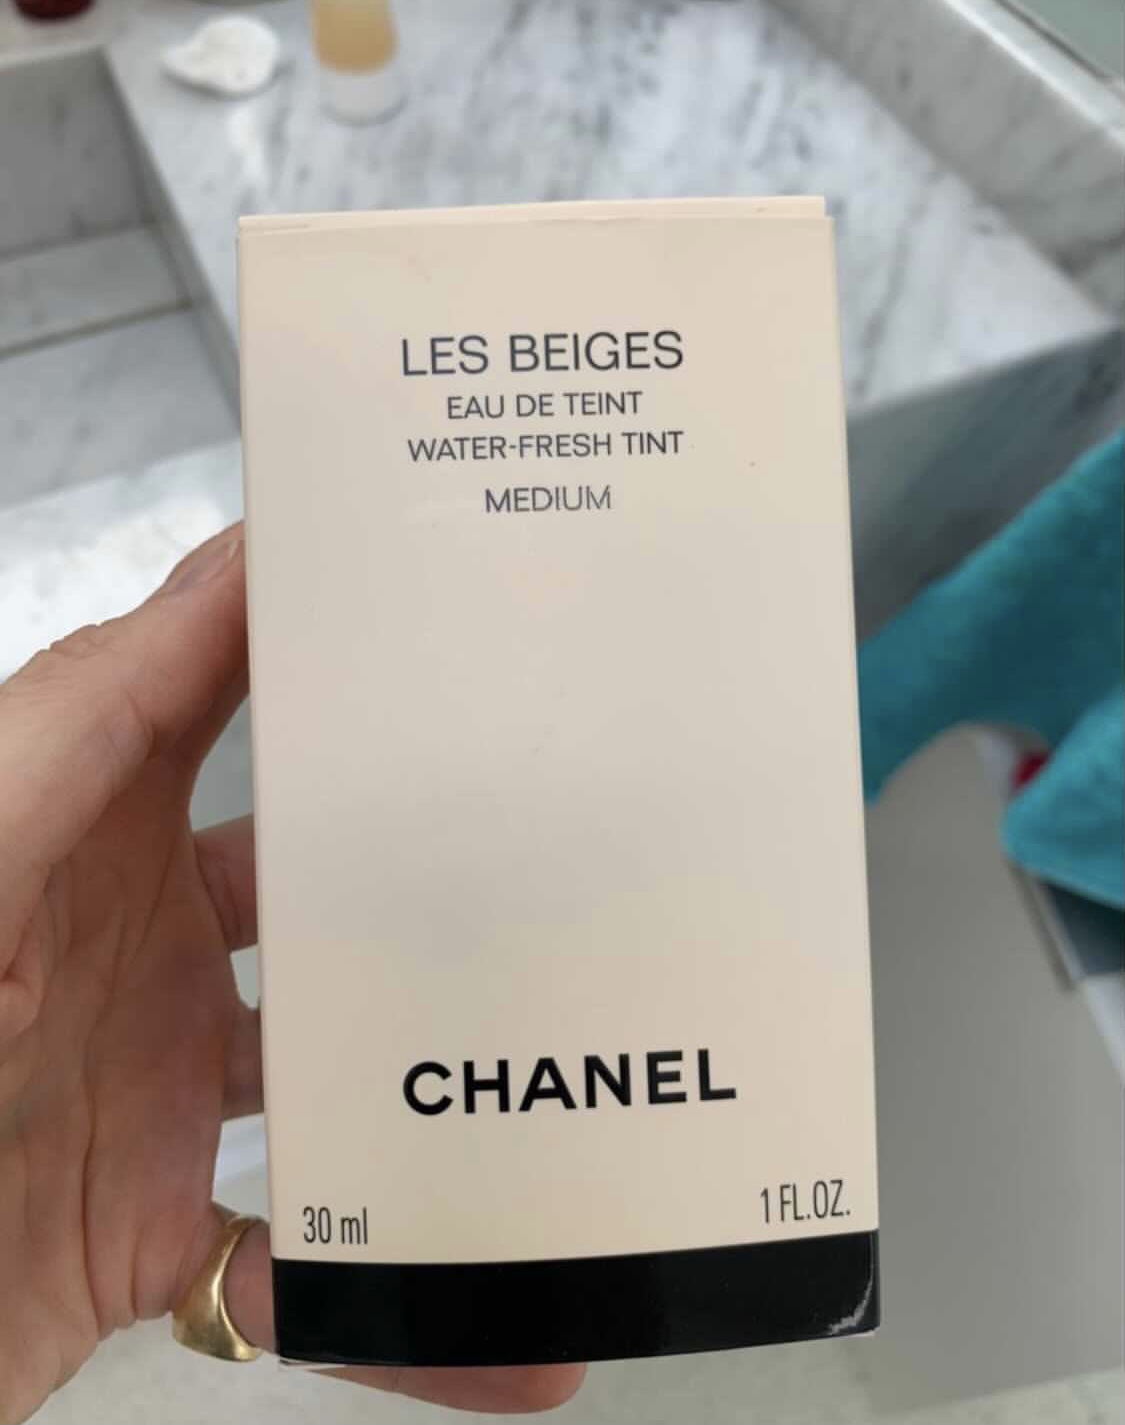 LES BEIGES
EAU DE TEINT
WATER-FRESH TINT
MEDIUM
CHANEL
30 ml
1 FL.OZ.